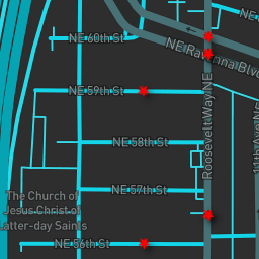 NE 60th St
NE Ravenna Blvd
NE 59th St
NE 58th St
Roosevelt Way NE
11th Ave NE
NE 57th St
The Church of
Jesus Christ of
Latter-day Saints
NE 56th St
NE